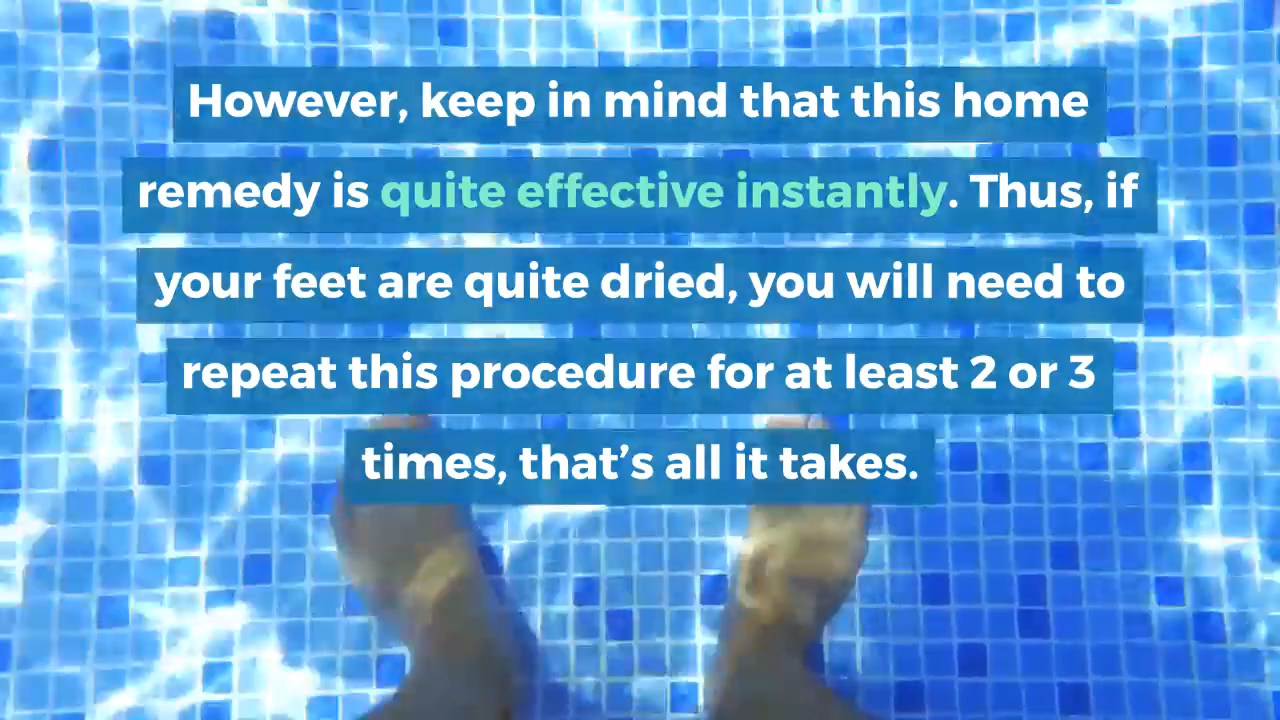 However, keep in mind that this home
remedy is quite effective instantly. Thus, if
your feet are quite dried, you will need to
repeat this procedure for at least 2 or 3
times, that’s all it takes.